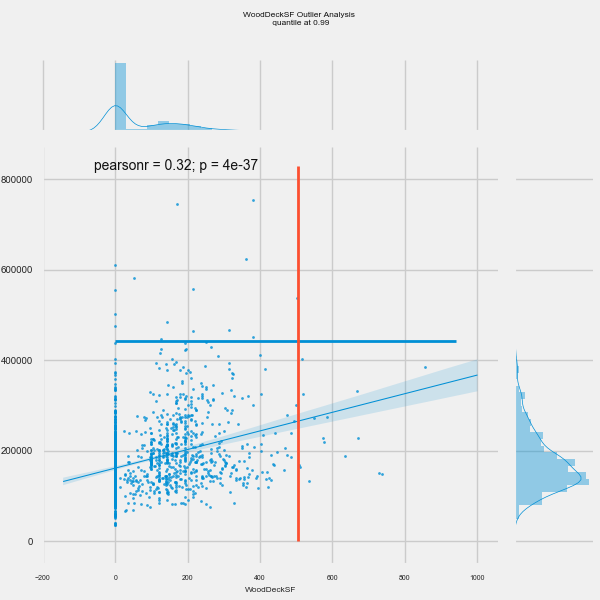 WoodDeckSF Outlier Analysis
quantile at 0.99
pearsonr = 0.32; p = 4e-37
800000
600000
400000
200000
0
−200 0 200 400 600 800 1000
WoodDeckSF